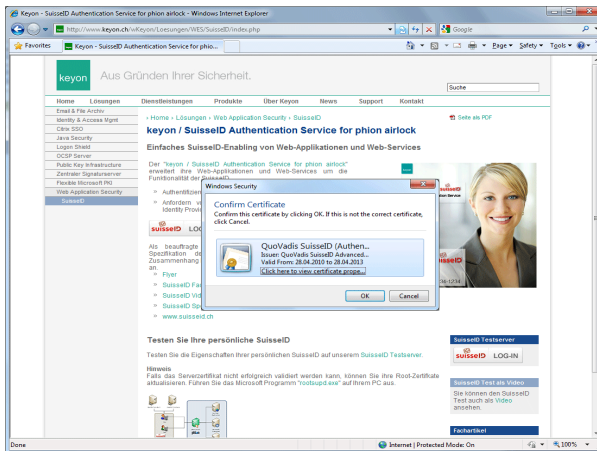 Keyon - SuisseID Authentication Service for phion airlock - Windows Internet Explorer
http://www.keyon.ch/wKeyon/Loesungen/WES/SuisseID/index.php
Google
Favorites
Keyon - SuisseID Authentication Service for phio...
Page
Safety
Tools
keyon
Aus Gründen Ihrer Sicherheit.
Suche
Home Lösungen Dienstleistungen Produkte Über Keyon News Support Kontakt
Email & File Archiv
Identity & Access Mgmt
Citrix SSO
Java Security
Logon Shield
OCSP Server
Public Key Infrastructure
Zentraler Signaturserver
Flexible Microsoft PKI
Web Application Security
SuisseID
› Home › Lösungen › Web Application Security › SuisseID
Seite als PDF
keyon / SuisseID Authentication Service for phion airlock
Einfaches SuisseID-Enabling von Web-Applikationen und Web-Services
Der "keyon / SuisseID Authentication Service for phion airlock"
erweitert ihre Web-Applikationen und Web-Services um die
Funktionalität der
Authentifizier
Anfordern v
Identity Provi
suisseID LOG
Als beauftragte
Spezifikation de
Zusammenhang
an.
Flyer
SuisseID Fa
SuisseID Vid
SuisseID Spe
www.suisseid.ch
Windows Security
Confirm Certificate
Confirm this certificate by clicking OK. If this is not the correct certificate,
click Cancel.
QuoVadis SuisseID (Authen...
Issuer: QuoVadis SuisseID Advanced...
Valid From: 28.04.2010 to 28.04.2013
Click here to view certificate prope...
OK Cancel
keyon
suisseID
34-1234
Testen Sie Ihre persönliche SuisseID
Testen Sie die Eigenschaften Ihrer persönlichen SuisseID auf unserem SuisseID Testserver.
Hinweis
Falls das Serverzertifikat nicht erfolgreich validiert werden kann, können Sie ihre Root-Zertifikate
aktualisieren. Führen Sie das Microsoft Programm "rootsupd.exe" auf Ihrem PC aus.
SuisseID Testserver
suisseID LOG-IN
SuisseID Test als Video
Sie können den SuisseID
Test auch als Video
ansehen.
Fachartikel
Done
Internet | Protected Mode: On
100%